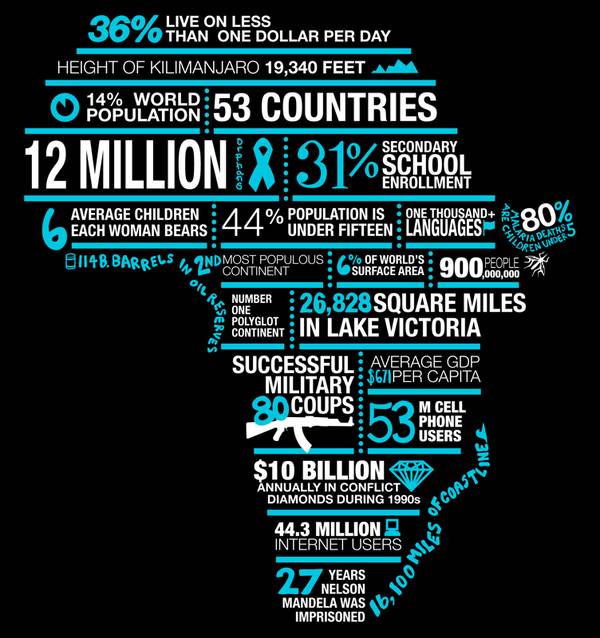 36% LIVE ON LESS
THAN ONE DOLLAR PER DAY
HEIGHT OF KILIMANJARO 19,340 FEET
14% WORLD
POPULATION
53 COUNTRIES
12 MILLION
orphans
31% SECONDARY
SCHOOL
ENROLLMENT
6 AVERAGE CHILDREN
EACH WOMAN BEARS
44% POPULATION IS
UNDER FIFTEEN
ONE THOUSAND+
LANGUAGES
80%
MALARIA DEATHS
ARE CHILDREN UNDER 5
114 B. BARRELS IN
OIL RESERVES
2ND MOST POPULOUS
CONTINENT
6% OF WORLD'S
SURFACE AREA
900 PEOPLE
,000,000
NUMBER
ONE
POLYGLOT
CONTINENT
26,828 SQUARE MILES
IN LAKE VICTORIA
SUCCESSFUL
MILITARY
80 COUPS
AVERAGE GDP
$671 PER CAPITA
53 M CELL
PHONE
USERS
$10 BILLION
ANNUALLY IN CONFLICT
DIAMONDS DURING 1990s
16,100 MILES OF COASTLINE
44.3 MILLION
INTERNET USERS
27 YEARS
NELSON
MANDELA WAS
IMPRISONED